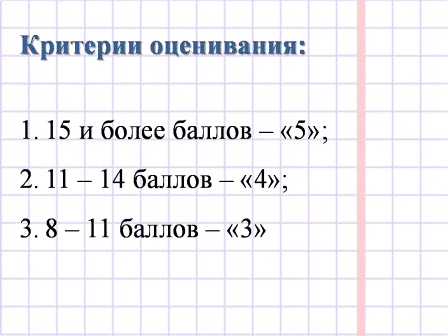 Критерии оценивания:
1. 15 и более баллов – «5»;
2. 11 – 14 баллов – «4»;
3. 8 – 11 баллов – «3»